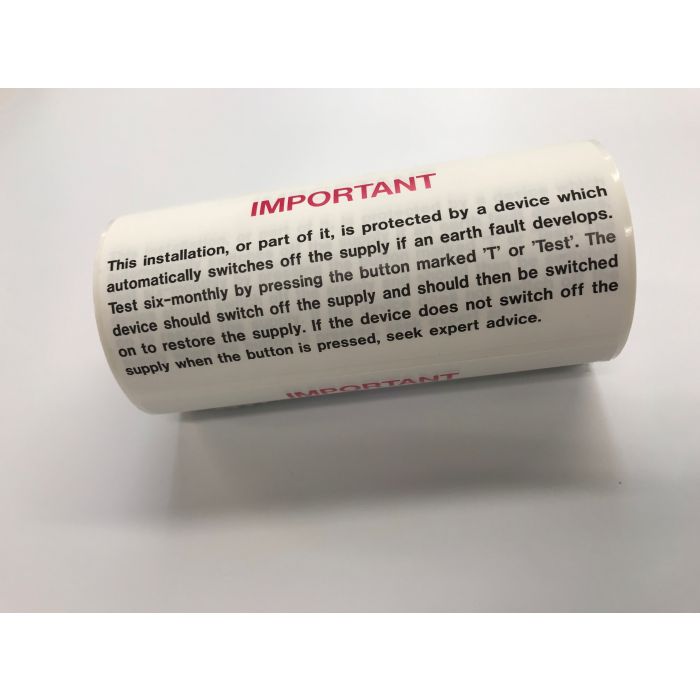 IMPORTANT
This installation, or part of it, is protected by a device which
automatically switches off the supply if an earth fault develops.
Test six-monthly by pressing the button marked 'T' or 'Test'. The
device should switch off the supply and should then be switched
on to restore the supply. If the device does not switch off the
supply when the button is pressed, seek expert advice.
IMPORTANT